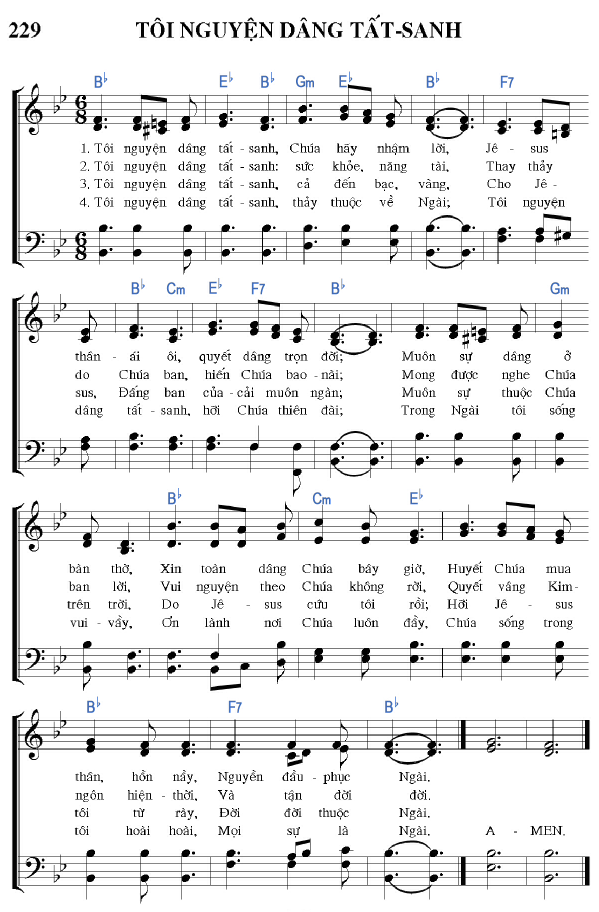 229 TÔI NGUYỆN DÂNG TẤT-SANH
B♭ E♭ B♭ Gm E♭ B♭ F7
1. Tôi nguyện dâng tất- sanh, Chúa hãy nhậm lời, Jê- sus
2. Tôi nguyện dâng tất- sanh: sức khỏe, năng tài, Thay thảy
3. Tôi nguyện dâng tất- sanh, cả đến bạc, vàng, Cho Jê-
4. Tôi nguyện dâng tất- sanh, thảy thuộc về Ngài; Tôi nguyện
B♭ Cm E♭ F7 B♭ Gm
thân- ái ôi, quyết dâng trọn đời; Muôn sự dâng ở
do Chúa ban, hiến Chúa bao- nài; Mong được nghe Chúa
sus, Đấng ban của- cải muôn ngàn; Muôn sự thuộc Chúa
dâng tất- sanh, hỡi Chúa thiên đài; Trong Ngài tôi sống
B♭ Cm E♭
bàn thờ, Xin toàn dâng Chúa bây giờ, Huyết Chúa mua
ban lời, Vui nguyện theo Chúa không rời, Quyết vâng Kim-
trên trời, Do Jê- sus cứu tôi rồi; Hỡi Jê- sus
vui- vầy, Ơn lành nơi Chúa luôn đầy, Chúa sống trong
B♭ F7 B♭
thân, hồn nầy, Nguyền đầu- phục Ngài.
ngôn hiện- thời, Và tận đời đời.
tôi từ rày, Đời đời thuộc Ngài.
tôi hoài hoài, Mọi sự là Ngài. A- MEN.